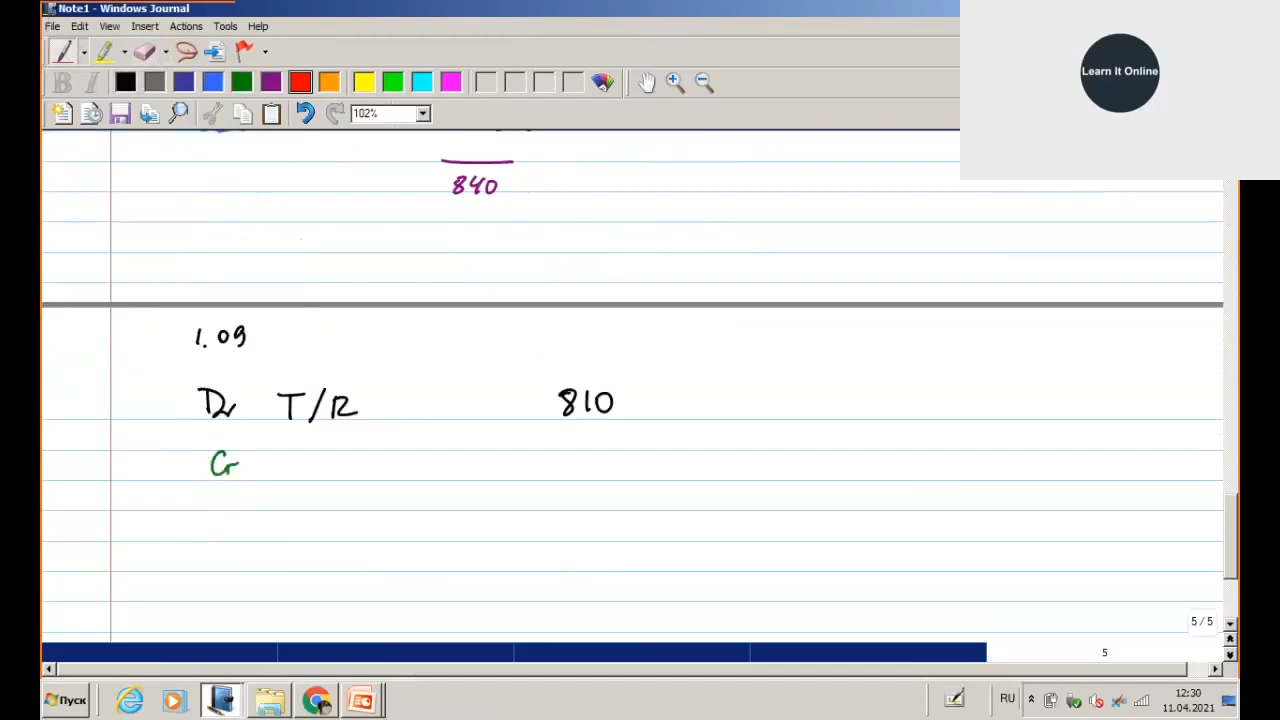 Note1 - Windows Journal
File Edit View Insert Actions Tools Help
Learn It Online
B I
102%
840
1.09
Dr T/R 810
Cr
5 / 5
5
Пуск
RU
12:30
11.04.2021